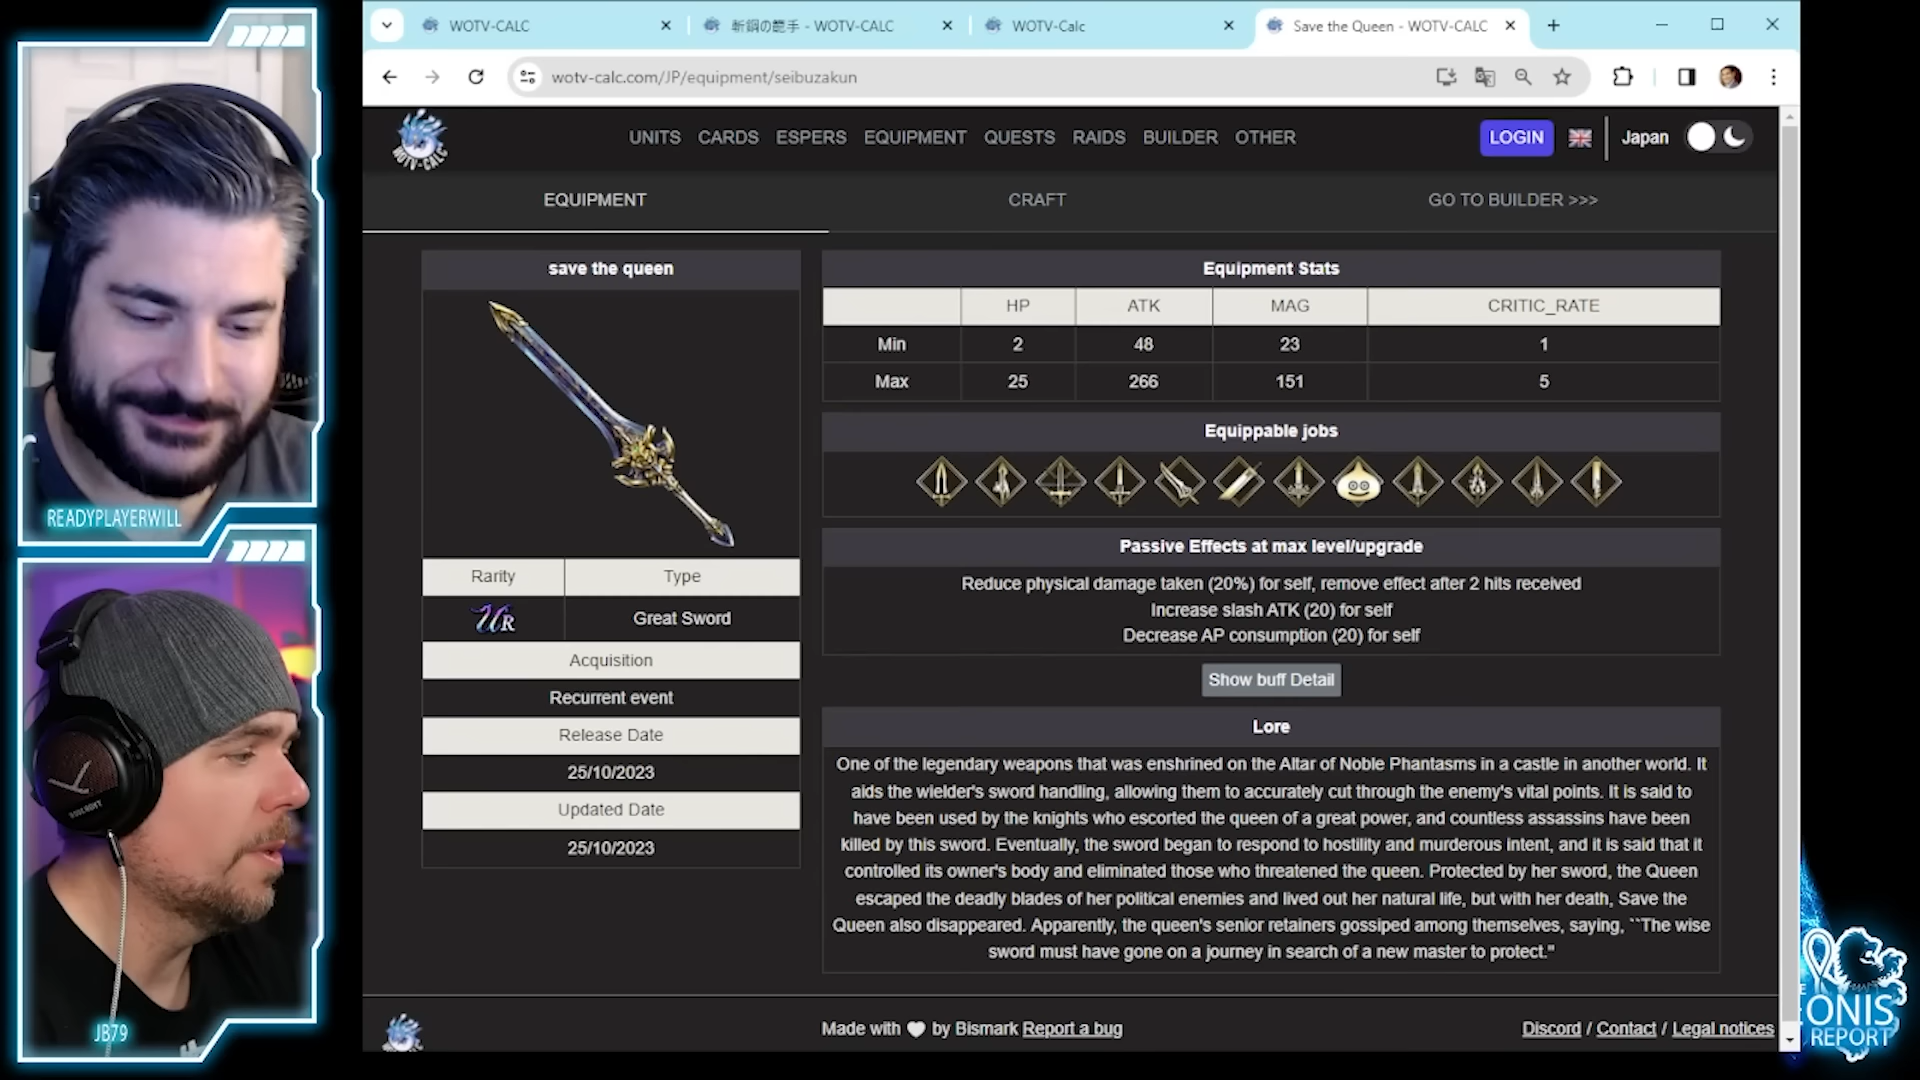 WOTV-CALC
斬鋼の籠手 - WOTV-CALC
WOTV-Calc
Save the Queen - WOTV-CALC
wotv-calc.com/JP/equipment/seibuzakun
WOTV-CALC
UNITS
CARDS
ESPERS
EQUIPMENT
QUESTS
RAIDS
BUILDER
OTHER
LOGIN
Japan
EQUIPMENT
CRAFT
GO TO BUILDER >>>
save the queen
Rarity
Type
UR
Great Sword
Acquisition
Recurrent event
Release Date
25/10/2023
Updated Date
25/10/2023
Equipment Stats
HP
ATK
MAG
CRITIC_RATE
Min
2
48
23
1
Max
25
266
151
5
Equippable jobs
Passive Effects at max level/upgrade
Reduce physical damage taken (20%) for self, remove effect after 2 hits received
Increase slash ATK (20) for self
Decrease AP consumption (20) for self
Show buff Detail
Lore
One of the legendary weapons that was enshrined on the Altar of Noble Phantasms in a castle in another world. It
aids the wielder's sword handling, allowing them to accurately cut through the enemy's vital points. It is said to
have been used by the knights who escorted the queen of a great power, and countless assassins have been
killed by this sword. Eventually, the sword began to respond to hostility and murderous intent, and it is said that it
controlled its owner's body and eliminated those who threatened the queen. Protected by her sword, the Queen
escaped the deadly blades of her political enemies and lived out her natural life, but with her death, Save the
Queen also disappeared. Apparently, the queen's senior retainers gossiped among themselves, saying, ``The wise
sword must have gone on a journey in search of a new master to protect."
Made with ♥ by Bismark Report a bug
Discord / Contact / Legal notices
READYPLAYERWILL
JB79
ONIS
REPORT